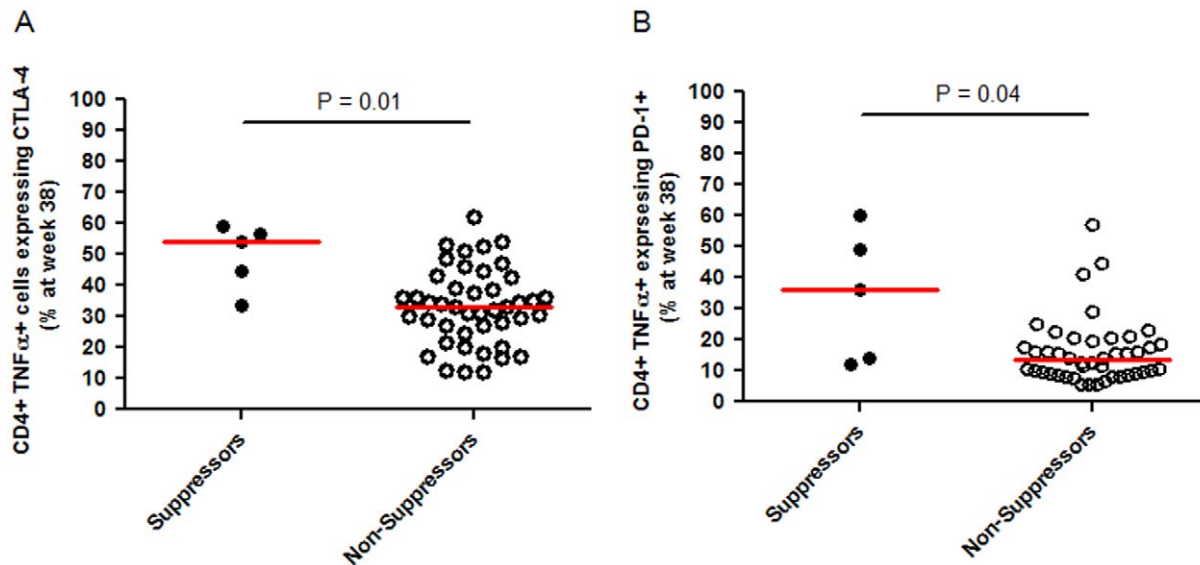 A
CD4+ TNFα+ cells expressing CTLA-4
(% at week 38)
P = 0.01
100
90
80
70
60
50
40
30
20
10
0
Suppressors
Non-Suppressors
B
CD4+ TNFα+ exprsesing PD-1+
(% at week 38)
P = 0.04
100
90
80
70
60
50
40
30
20
10
0
Suppressors
Non-Suppressors